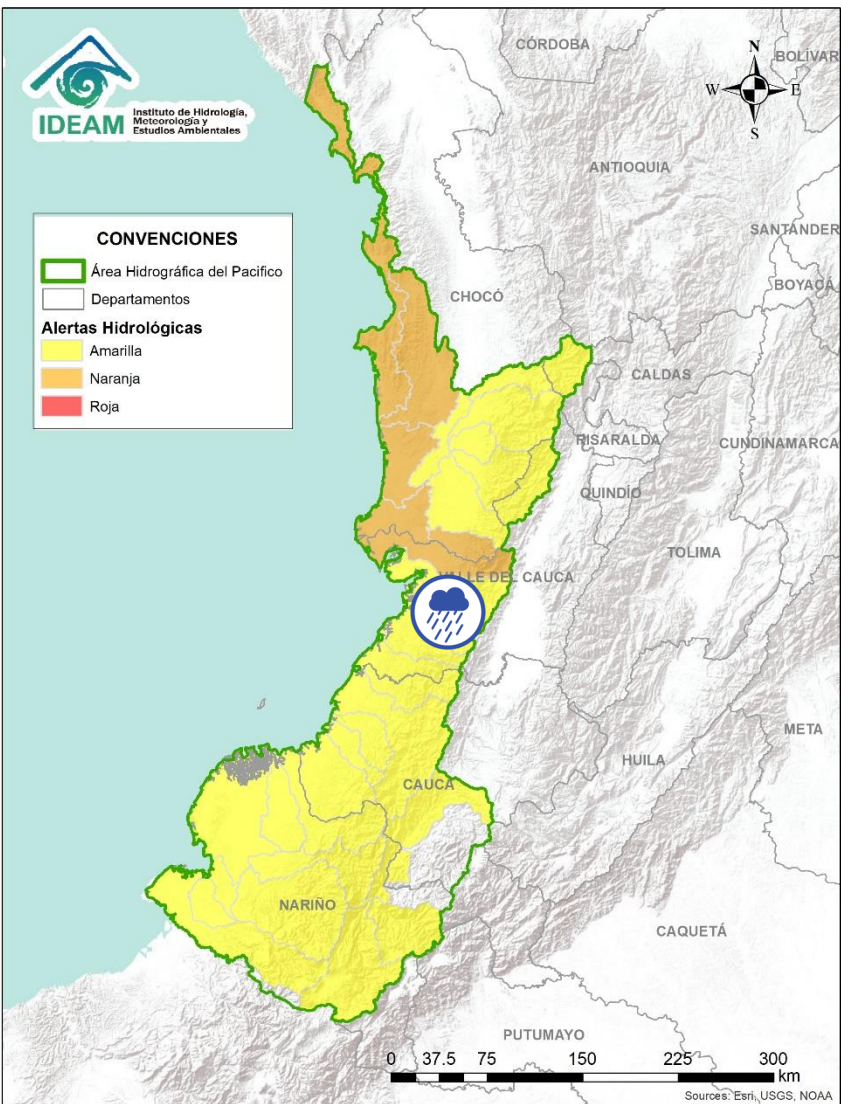 IDEAM
Instituto de Hidrología,
Meteorología y
Estudios Ambientales
CONVENCIONES
Área Hidrográfica del Pacifico
Departamentos
Alertas Hidrológicas
Amarilla
Naranja
Roja
N
W
E
S
CÓRDOBA
BOLÍVAR
ANTIOQUIA
SANTANDER
BOYACÁ
CHOCÓ
CALDAS
RISARALDA
CUNDINAMARCA
QUINDÍO
TOLIMA
VALLE DEL CAUCA
META
HUILA
CAUCA
NARIÑO
CAQUETÁ
PUTUMAYO
0 37.5 75 150 225 300
km
Sources: Esri, USGS, NOAA